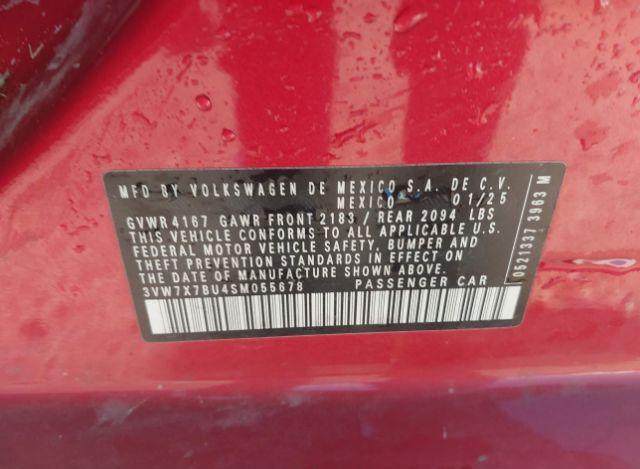 MFD BY VOLKSWAGEN DE MEXICO S.A. DE C.V.
MEXICO 01/25
GVWR 4167 GAWR FRONT 2183 / REAR 2094 LBS
THIS VEHICLE CONFORMS TO ALL APPLICABLE U.S.
FEDERAL MOTOR VEHICLE SAFETY, BUMPER AND
THEFT PREVENTION STANDARDS IN EFFECT ON
THE DATE OF MANUFACTURE SHOWN ABOVE.
3VW7X7BU4SM055678 PASSENGER CAR
0521337 3963 M